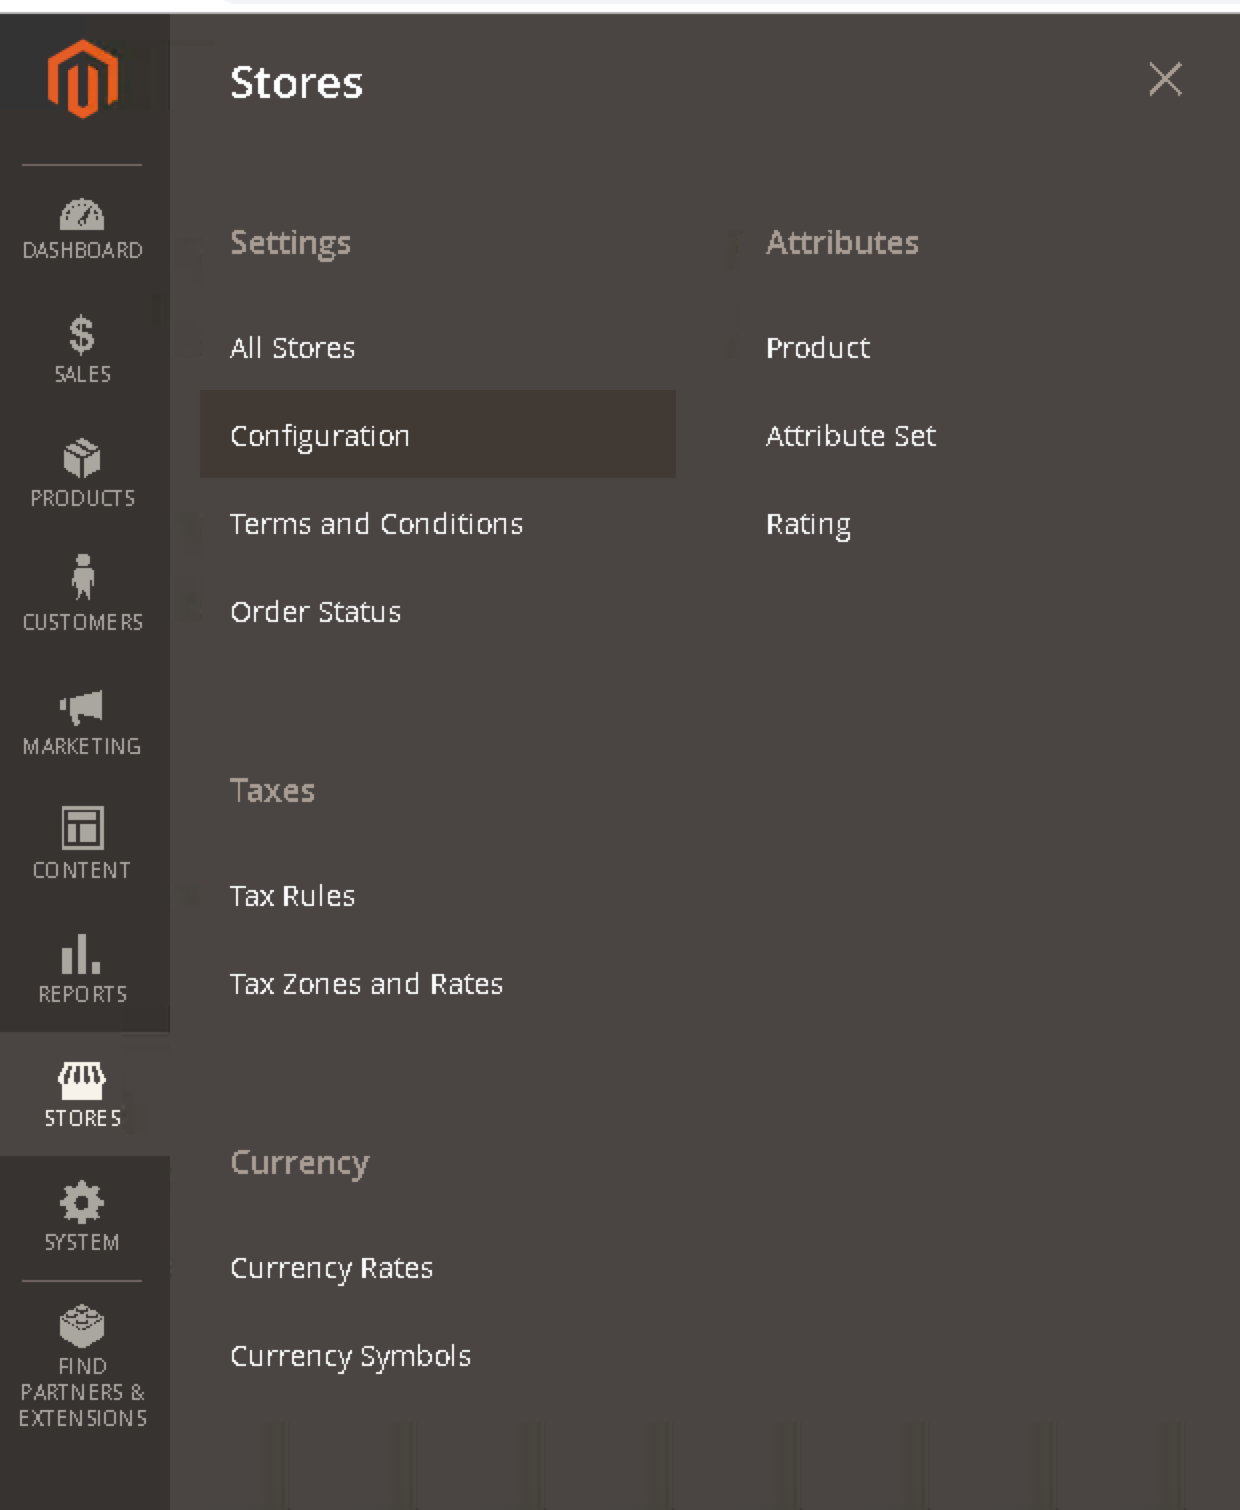 DASHBOARD
SALES
PRODUCTS
CUSTOMERS
MARKETING
CONTENT
REPORTS
STORES
SYSTEM
FIND
PARTNERS &
EXTENSIONS
Stores
Settings
All Stores
Configuration
Terms and Conditions
Order Status
Taxes
Tax Rules
Tax Zones and Rates
Currency
Currency Rates
Currency Symbols
Attributes
Product
Attribute Set
Rating